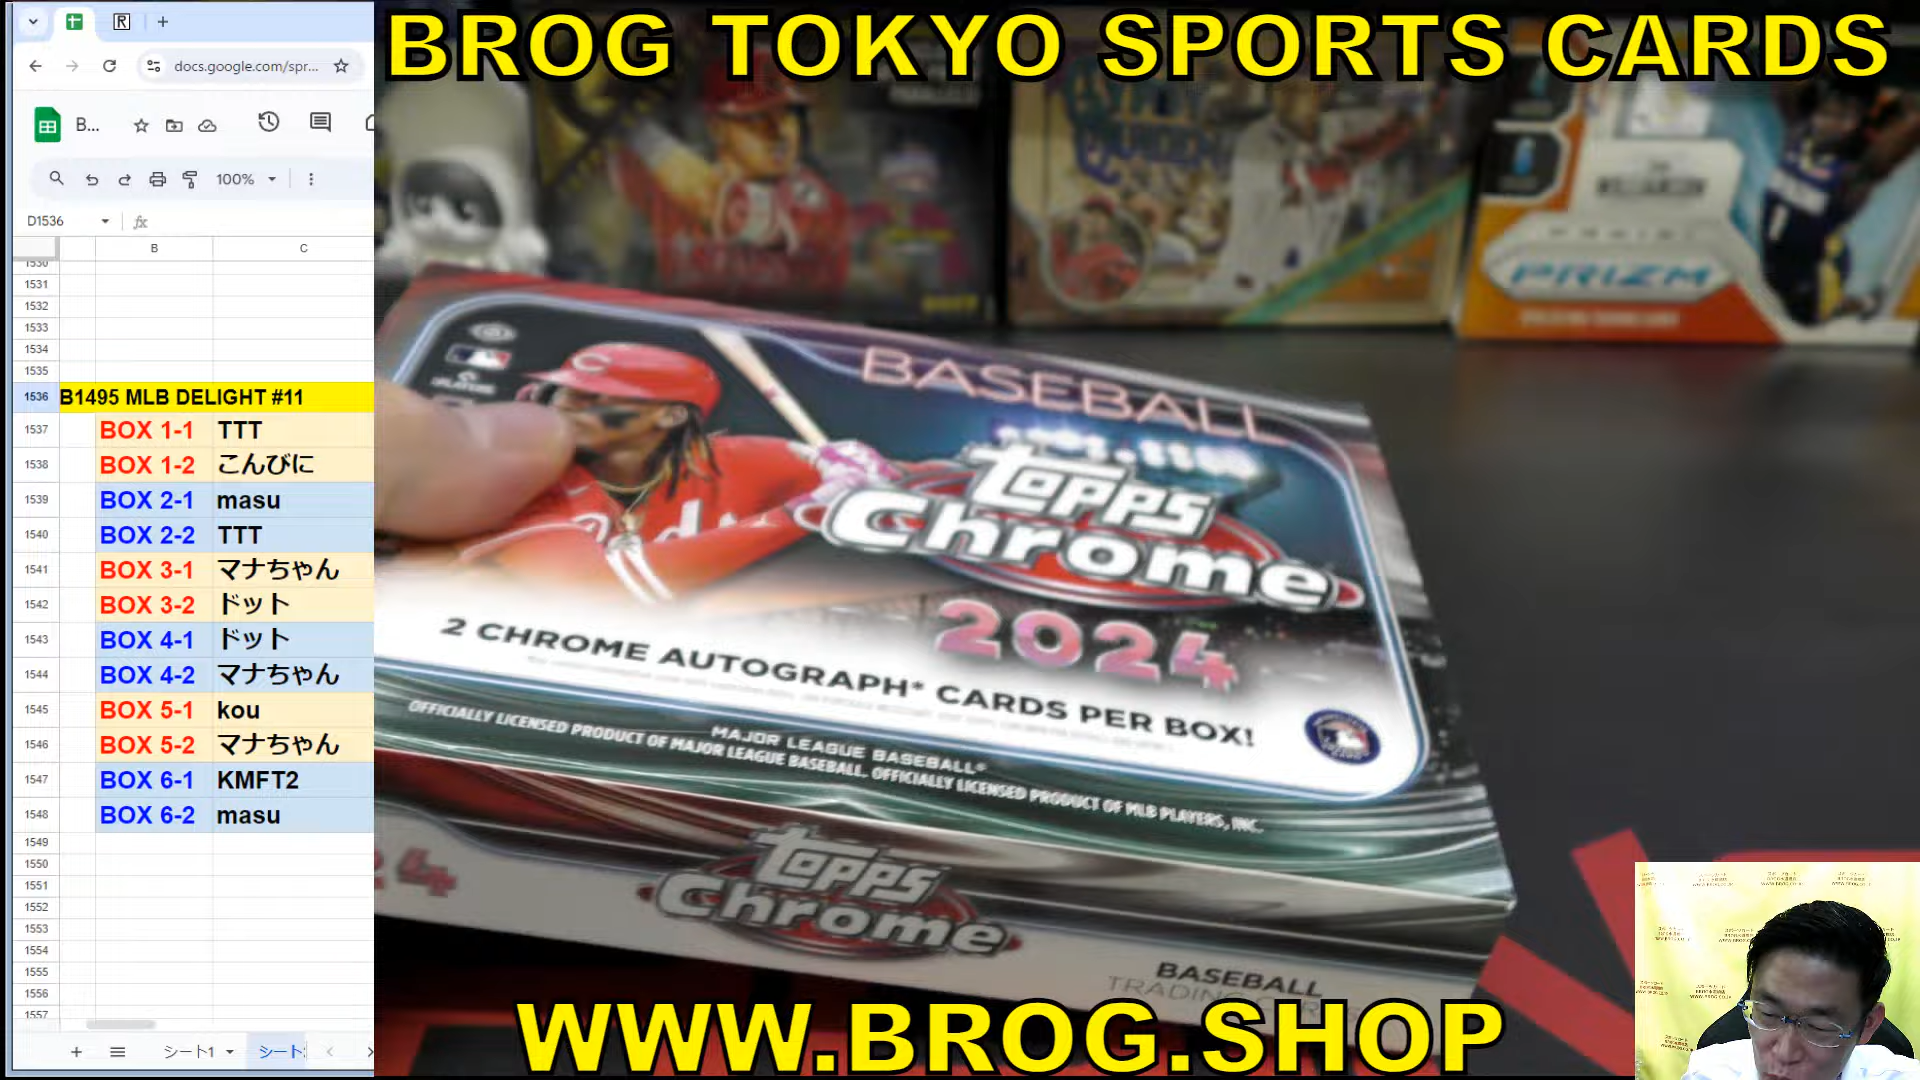 BROG TOKYO SPORTS CARDS
docs.google.com/spr...
B...
100%
D1536
fx
B
C
1530
1531
1532
1533
1534
1535
1536 B1495 MLB DELIGHT #11
1537 BOX 1-1 TTT
1538 BOX 1-2 こんびに
1539 BOX 2-1 masu
1540 BOX 2-2 TTT
1541 BOX 3-1 マナちゃん
1542 BOX 3-2 ドット
1543 BOX 4-1 ドット
1544 BOX 4-2 マナちゃん
1545 BOX 5-1 kou
1546 BOX 5-2 マナちゃん
1547 BOX 6-1 KMFT2
1548 BOX 6-2 masu
1549
1550
1551
1552
1553
1554
1555
1556
1557
シート1
シート
PRIZM
BASEBALL
Topps
Chrome
2024
2 CHROME AUTOGRAPH* CARDS PER BOX!
MAJOR LEAGUE BASEBALL
OFFICIALLY LICENSED PRODUCT OF MAJOR LEAGUE BASEBALL. OFFICIALLY LICENSED PRODUCT OF MLB PLAYERS, INC.
24
Topps
Chrome
BASEBALL
WWW.BROG.SHOP